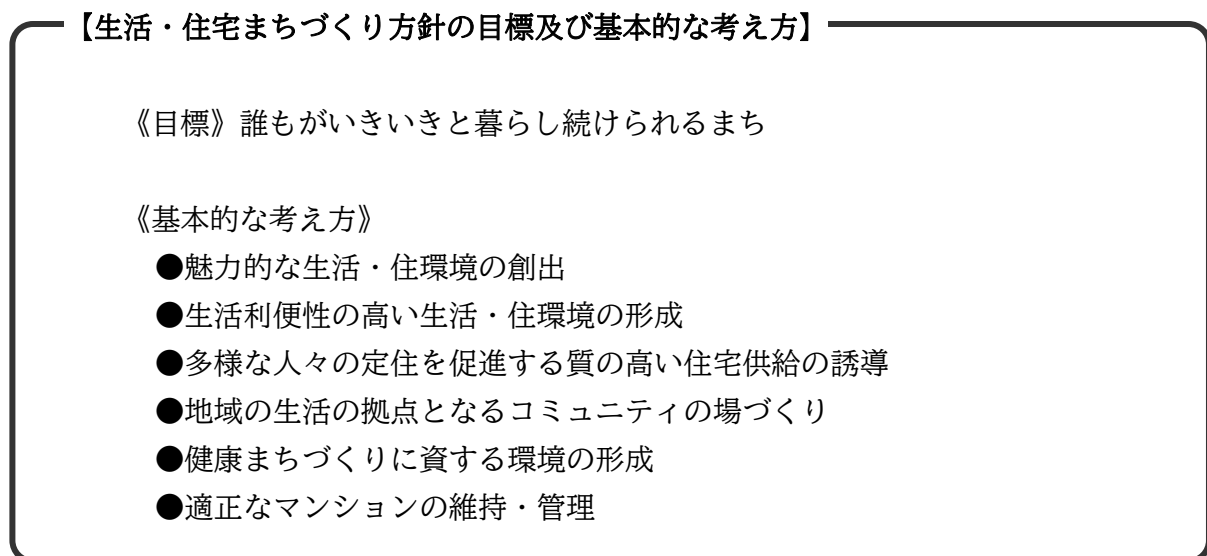 【生活・住宅まちづくり方針の目標及び基本的な考え方】
《目標》誰もがいきいきと暮らし続けられるまち
《基本的な考え方》
●魅力的な生活・住環境の創出
●生活利便性の高い生活・住環境の形成
●多様な人々の定住を促進する質の高い住宅供給の誘導
●地域の生活の拠点となるコミュニティの場づくり
●健康まちづくりに資する環境の形成
●適正なマンションの維持・管理